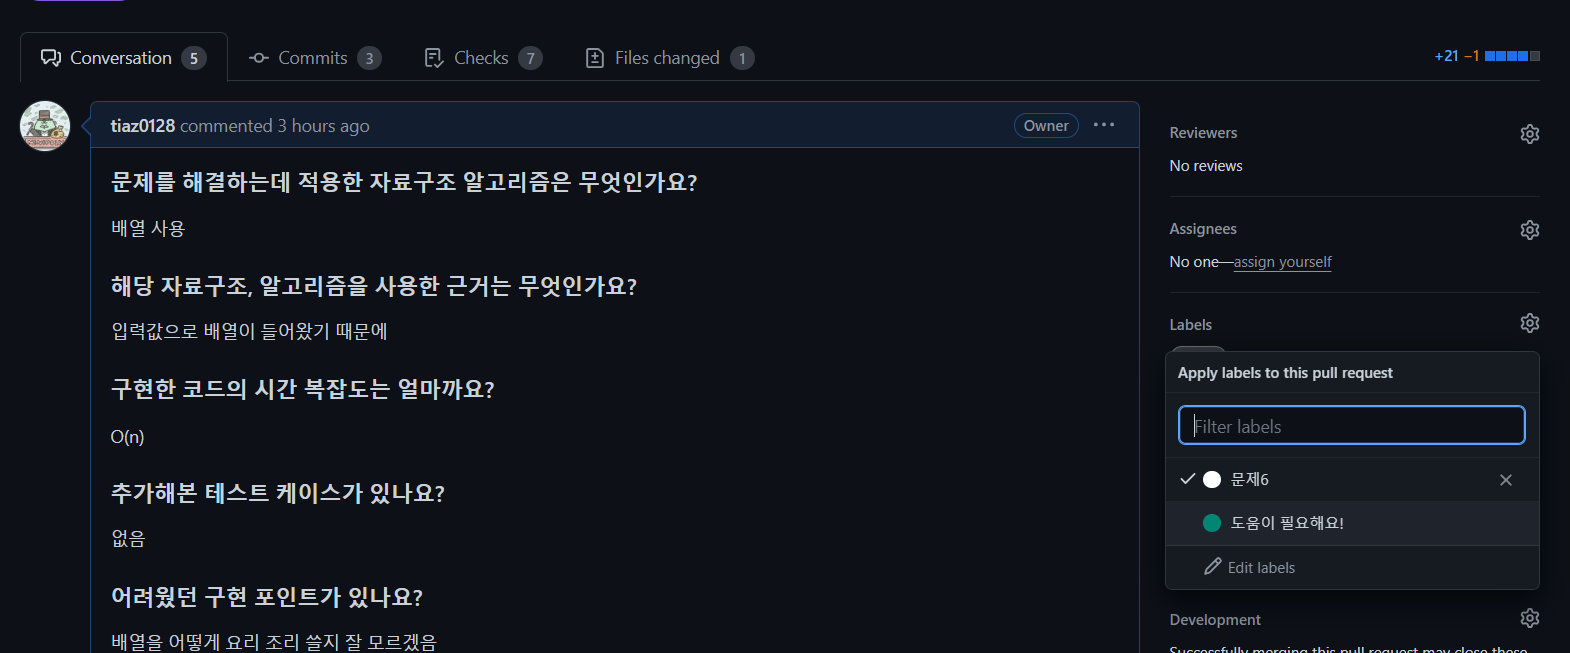 Conversation 5 Commits 3 Checks 7 Files changed 1 +21 −1
tiaz0128 commented 3 hours ago Owner
문제를 해결하는데 적용한 자료구조 알고리즘은 무엇인가요?
배열 사용
해당 자료구조, 알고리즘을 사용한 근거는 무엇인가요?
입력값으로 배열이 들어왔기 때문에
구현한 코드의 시간 복잡도는 얼마까요?
O(n)
추가해본 테스트 케이스가 있나요?
없음
어려웠던 구현 포인트가 있나요?
배열을 어떻게 요리 조리 쓸지 잘 모르겠음
Reviewers
No reviews
Assignees
No one—assign yourself
Labels
Apply labels to this pull request
Filter labels
문제6
도움이 필요해요!
Edit labels
Development
Successfully merging this pull request may close these